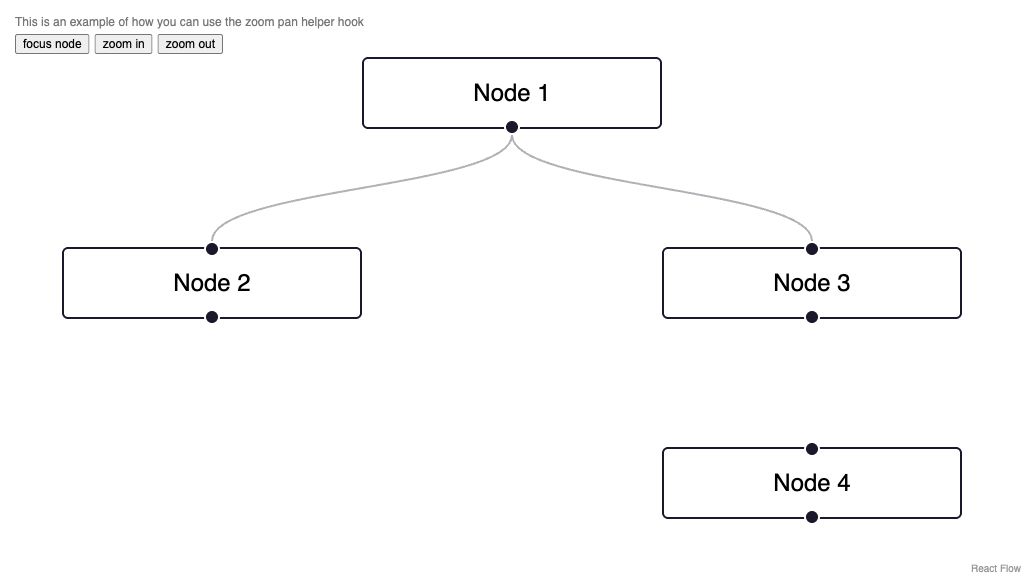 This is an example of how you can use the zoom pan helper hook
focus node zoom in zoom out
Node 1
Node 2 Node 3
Node 4
React Flow